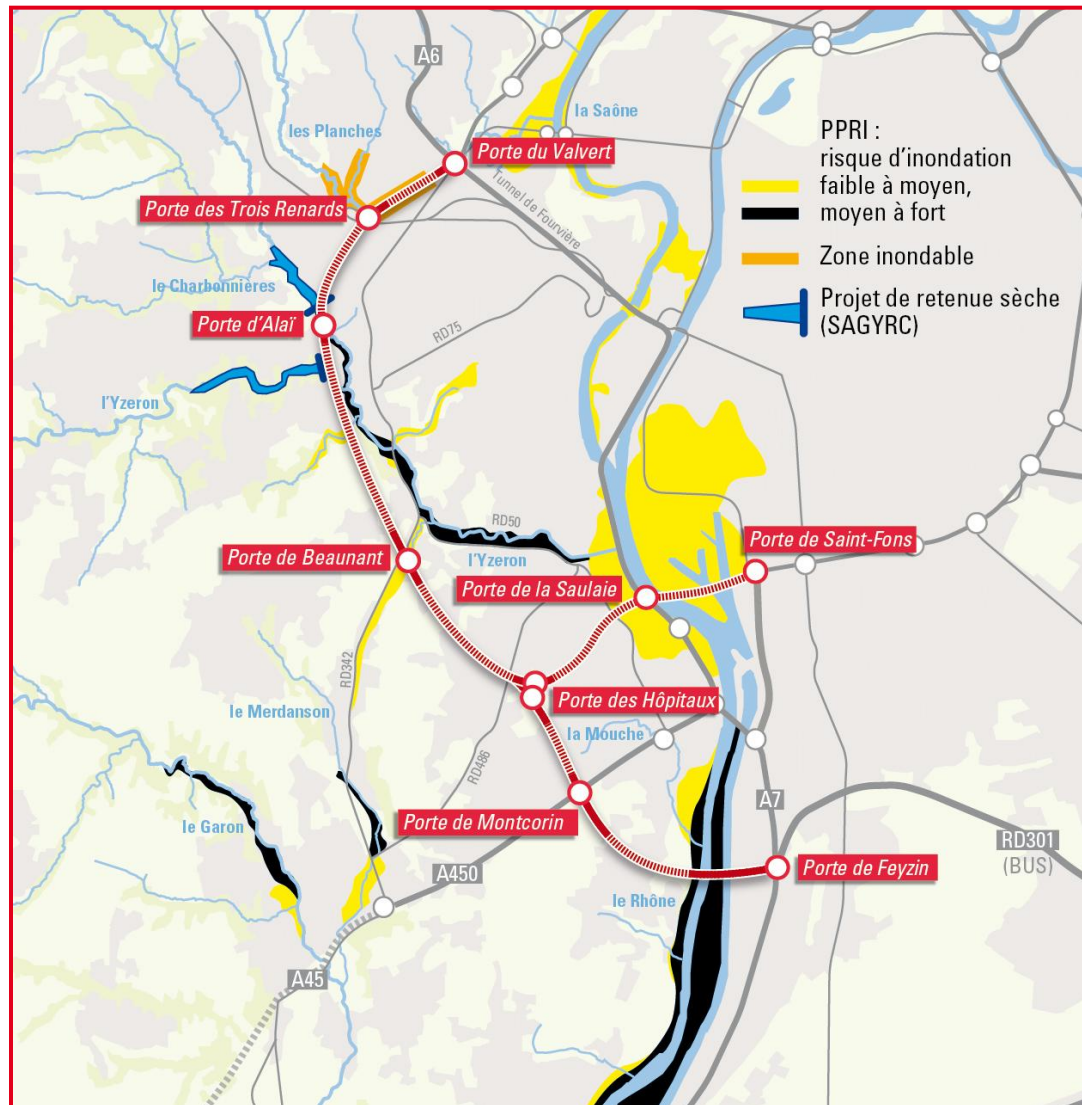 A6
la Saône
les Planches
Porte du Valvert
Tunnel de Fourvière
Porte des Trois Renards
le Charbonnières
Porte d'Alaï
RD75
l'Yzeron
PPRI :
risque d'inondation
faible à moyen,
moyen à fort
Zone inondable
Projet de retenue sèche
(SAGYRC)
RD50
l'Yzeron
Porte de Beaunant
Porte de Saint-Fons
Porte de la Saulaie
RD342
le Merdanson
Porte des Hôpitaux
la Mouche
RD486
le Garon
Porte de Montcorin
A7
RD301
(BUS)
A450
Porte de Feyzin
le Rhône
A45